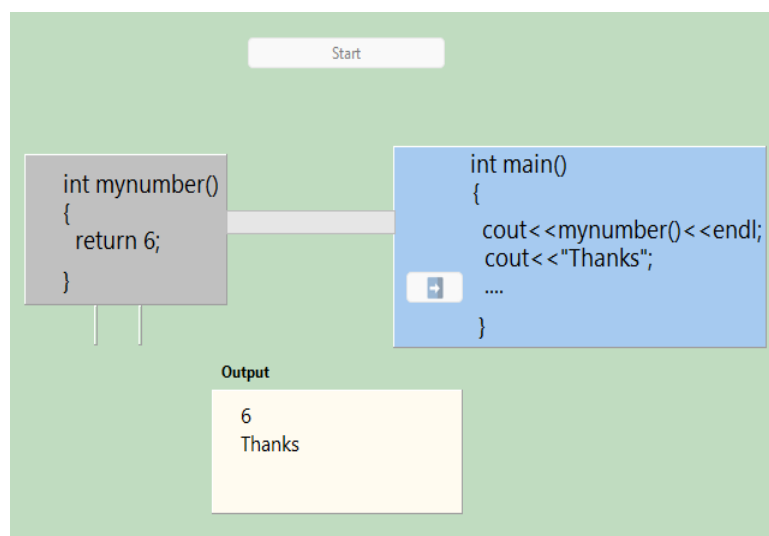 Start
int mynumber()
{
return 6;
}
int main()
{
cout<<mynumber()<<endl;
cout<<"Thanks";
....
}
Output
6
Thanks